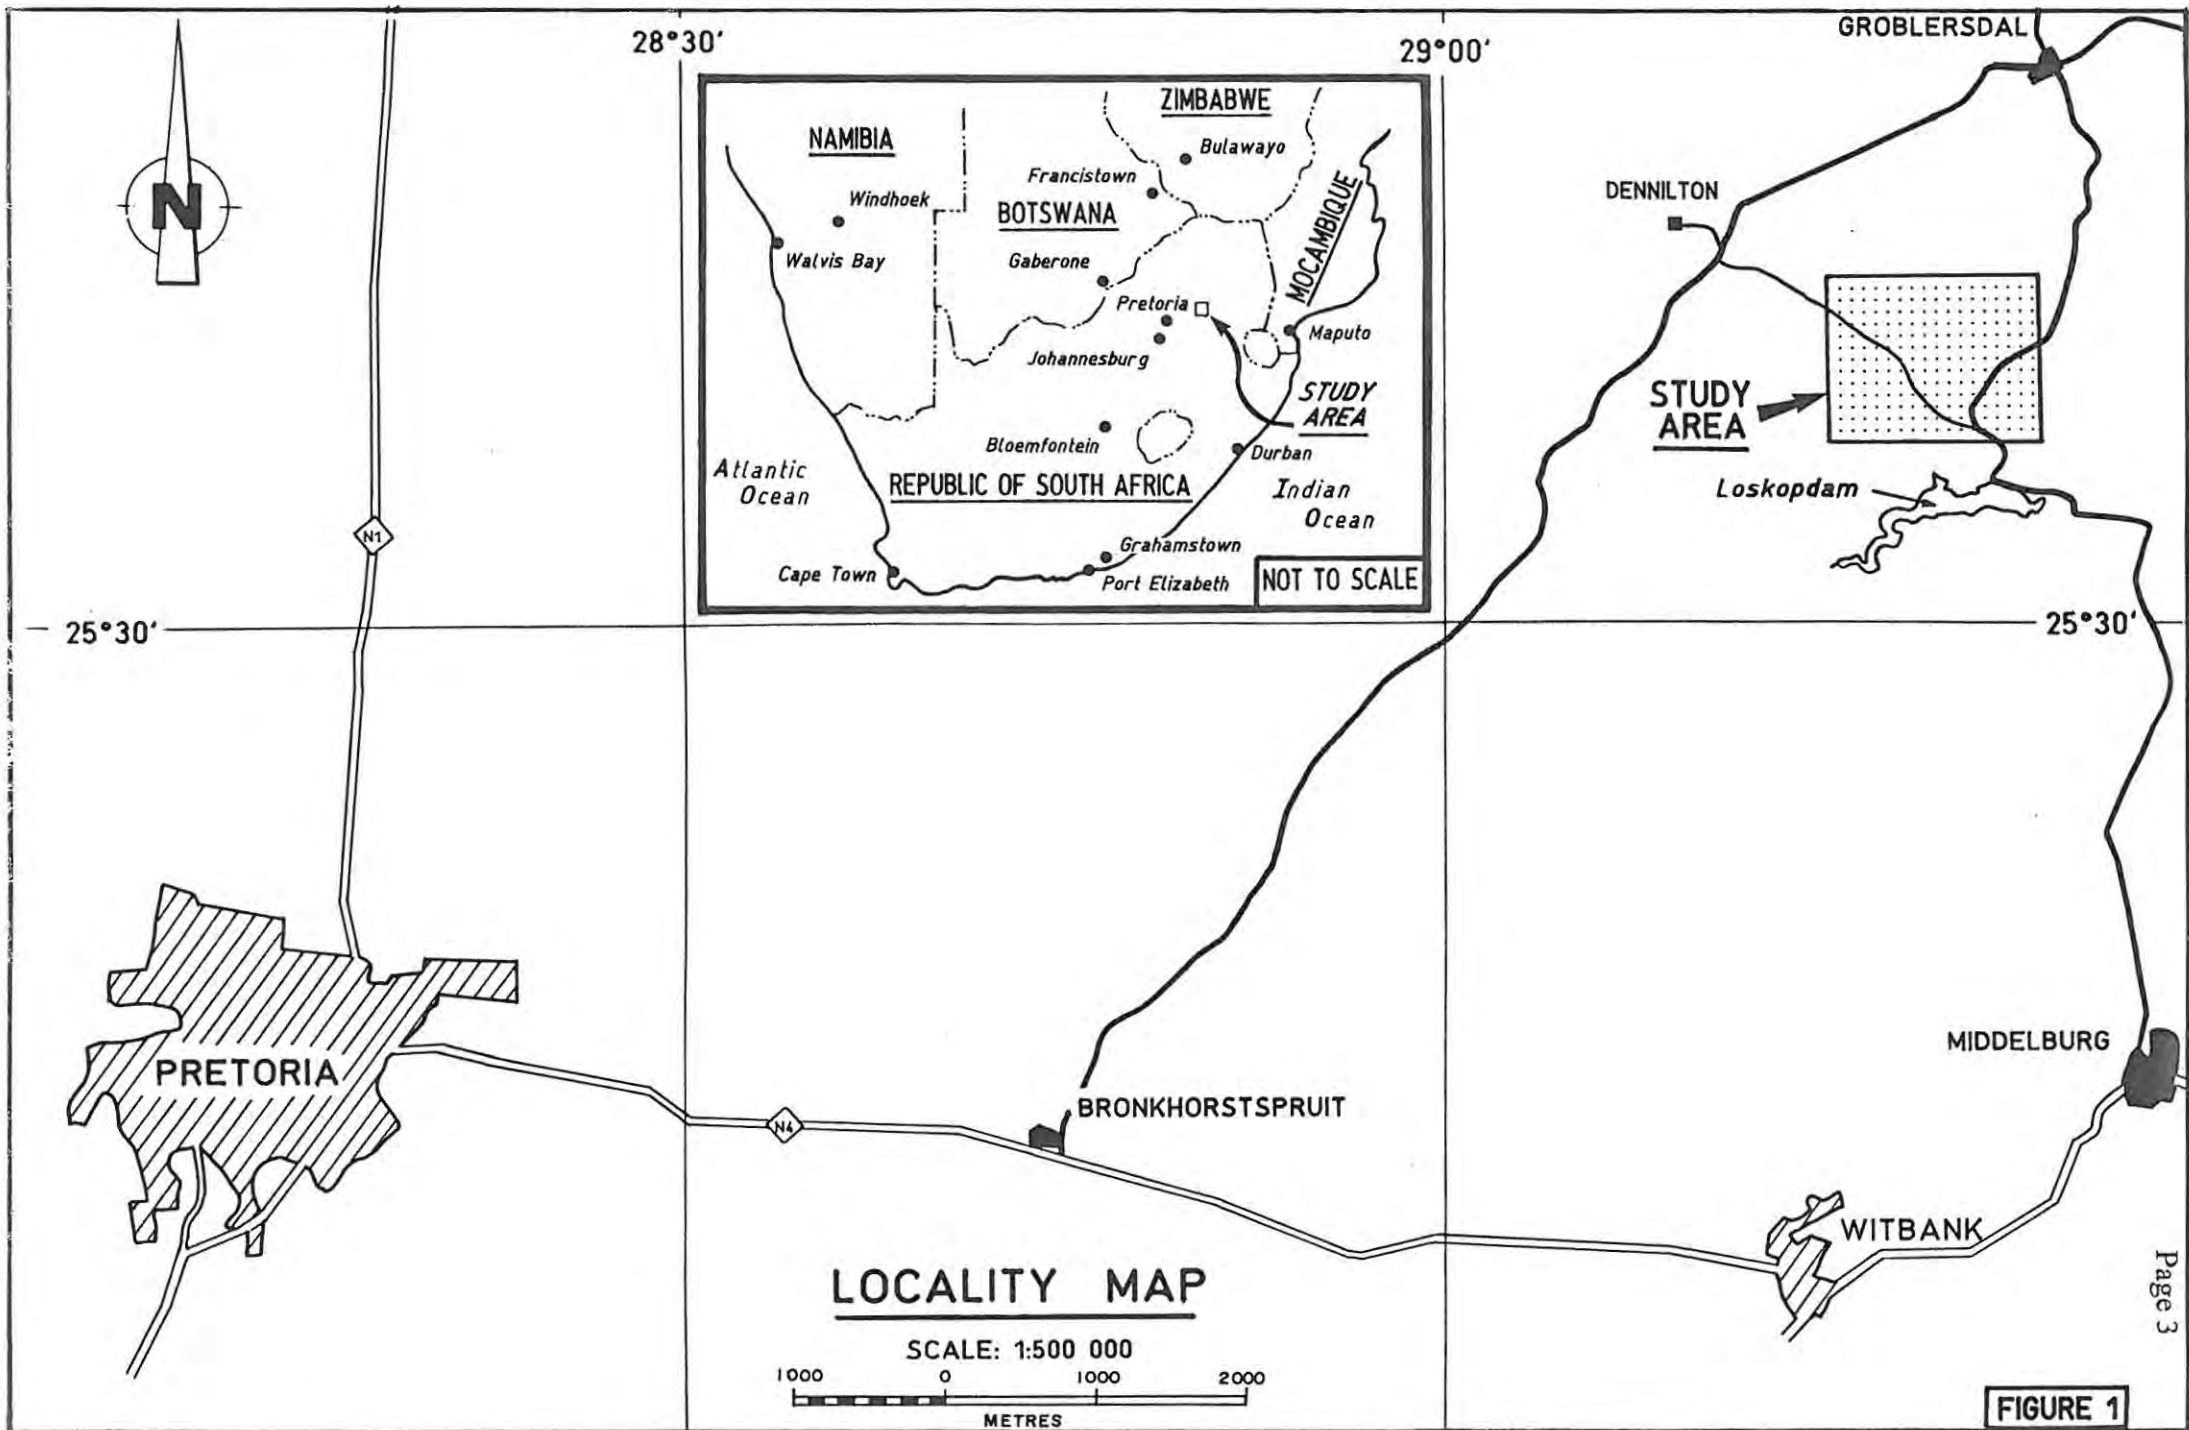 28°30'
29°00'
GROBLERSDAL
N
NAMIBIA
ZIMBABWE
Bulawayo
Windhoek
Francistown
BOTSWANA
MOCAMBIQUE
Walvis Bay
Gaberone
Pretoria
Maputo
Johannesburg
STUDY
AREA
Bloemfontein
Durban
Atlantic
Ocean
REPUBLIC OF SOUTH AFRICA
Indian
Ocean
Grahamstown
Cape Town
Port Elizabeth
NOT TO SCALE
DENNILTON
STUDY
AREA
Loskopdam
N1
25°30'
25°30'
PRETORIA
MIDDELBURG
BRONKHORSTSPRUIT
N4
WITBANK
LOCALITY MAP
SCALE: 1:500 000
1000 0 1000 2000
METRES
Page 3
FIGURE 1